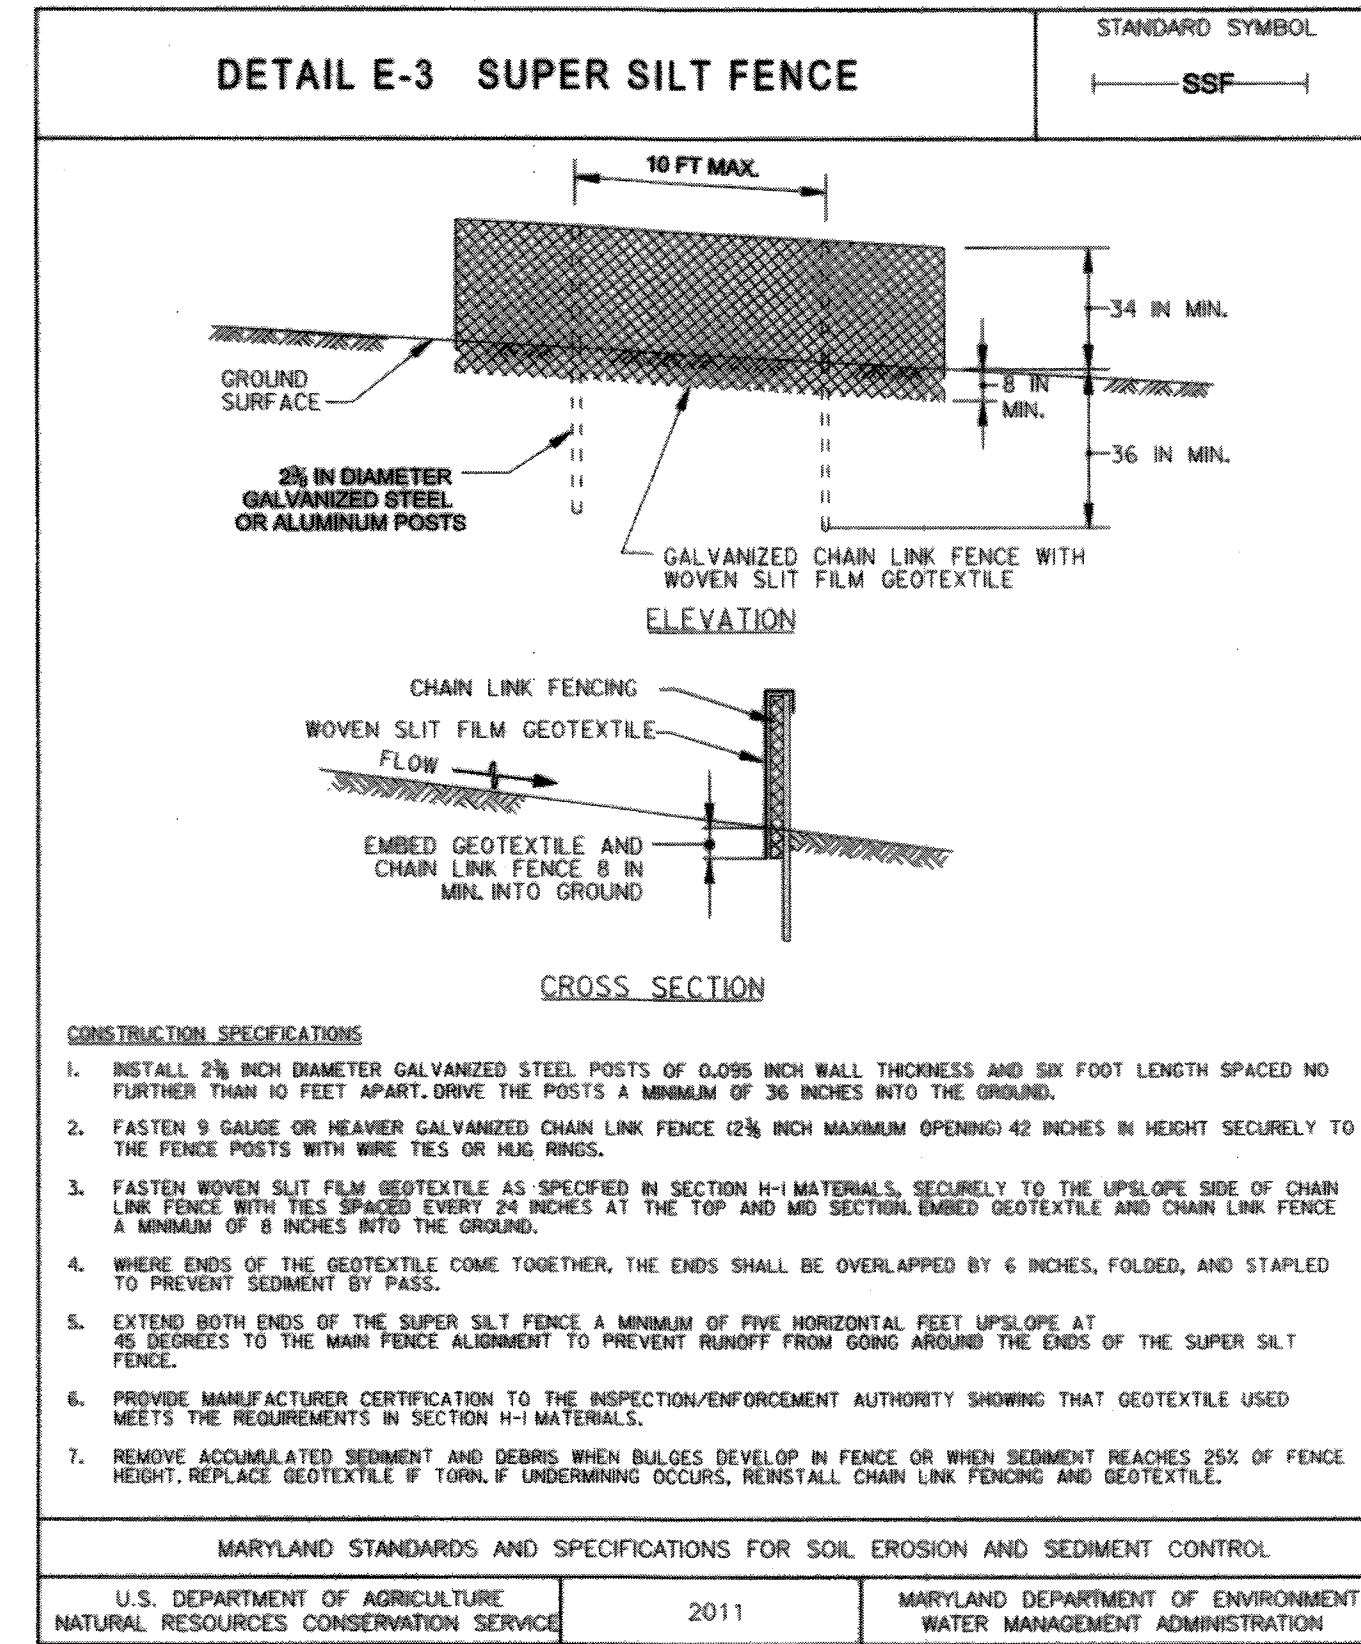 DETAIL E-3 SUPER SILT FENCE
STANDARD SYMBOL
SSF
10 FT MAX.
34 IN MIN.
GROUND
SURFACE
8 IN
MIN.
36 IN MIN.
2⅜ IN DIAMETER
GALVANIZED STEEL
OR ALUMINUM POSTS
GALVANIZED CHAIN LINK FENCE WITH
WOVEN SLIT FILM GEOTEXTILE
ELEVATION
CHAIN LINK FENCING
WOVEN SLIT FILM GEOTEXTILE
FLOW
EMBED GEOTEXTILE AND
CHAIN LINK FENCE 8 IN
MIN. INTO GROUND
CROSS SECTION
CONSTRUCTION SPECIFICATIONS
1. INSTALL 2⅜ INCH DIAMETER GALVANIZED STEEL POSTS OF 0.095 INCH WALL THICKNESS AND SIX FOOT LENGTH SPACED NO
FURTHER THAN 10 FEET APART. DRIVE THE POSTS A MINIMUM OF 36 INCHES INTO THE GROUND.
2. FASTEN 9 GAUGE OR HEAVIER GALVANIZED CHAIN LINK FENCE (2⅜ INCH MAXIMUM OPENING) 42 INCHES IN HEIGHT SECURELY TO
THE FENCE POSTS WITH WIRE TIES OR HUG RINGS.
3. FASTEN WOVEN SLIT FILM GEOTEXTILE AS SPECIFIED IN SECTION H-1 MATERIALS, SECURELY TO THE UPSLOPE SIDE OF CHAIN
LINK FENCE WITH TIES SPACED EVERY 24 INCHES AT THE TOP AND MID SECTION. EMBED GEOTEXTILE AND CHAIN LINK FENCE
A MINIMUM OF 8 INCHES INTO THE GROUND.
4. WHERE ENDS OF THE GEOTEXTILE COME TOGETHER, THE ENDS SHALL BE OVERLAPPED BY 6 INCHES, FOLDED, AND STAPLED
TO PREVENT SEDIMENT BY PASS.
5. EXTEND BOTH ENDS OF THE SUPER SILT FENCE A MINIMUM OF FIVE HORIZONTAL FEET UPSLOPE AT
45 DEGREES TO THE MAIN FENCE ALIGNMENT TO PREVENT RUNOFF FROM GOING AROUND THE ENDS OF THE SUPER SILT
FENCE.
6. PROVIDE MANUFACTURER CERTIFICATION TO THE INSPECTION/ENFORCEMENT AUTHORITY SHOWING THAT GEOTEXTILE USED
MEETS THE REQUIREMENTS IN SECTION H-1 MATERIALS.
7. REMOVE ACCUMULATED SEDIMENT AND DEBRIS WHEN BULGES DEVELOP IN FENCE OR WHEN SEDIMENT REACHES 25% OF FENCE
HEIGHT. REPLACE GEOTEXTILE IF TORN. IF UNDERMINING OCCURS, REINSTALL CHAIN LINK FENCING AND GEOTEXTILE.
MARYLAND STANDARDS AND SPECIFICATIONS FOR SOIL EROSION AND SEDIMENT CONTROL
U.S. DEPARTMENT OF AGRICULTURE
NATURAL RESOURCES CONSERVATION SERVICE
2011
MARYLAND DEPARTMENT OF ENVIRONMENT
WATER MANAGEMENT ADMINISTRATION